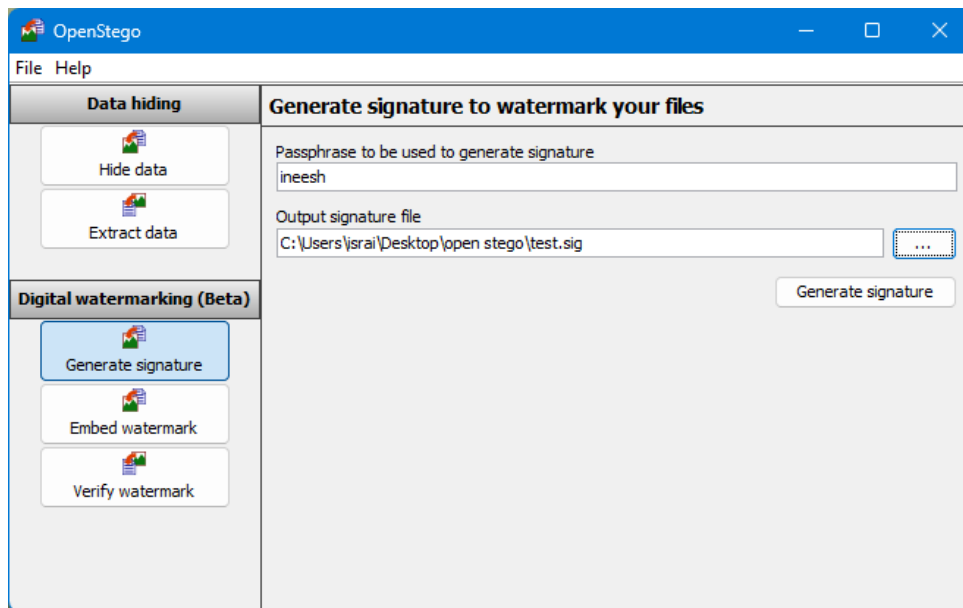 OpenStego
File Help
Data hiding
Hide data
Extract data
Digital watermarking (Beta)
Generate signature
Embed watermark
Verify watermark
Generate signature to watermark your files
Passphrase to be used to generate signature
ineesh
Output signature file
C:\Users\israi\Desktop\open stego\test.sig
...
Generate signature